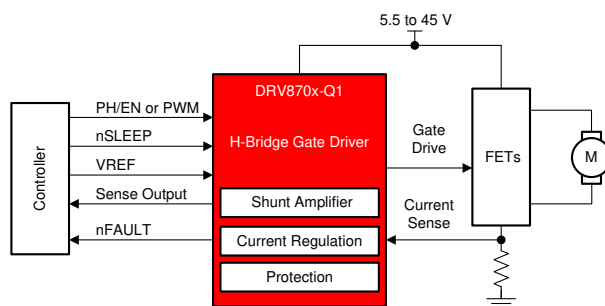 5.5 to 45 V
DRV870x-Q1
H-Bridge Gate Driver
Controller
PH/EN or PWM
nSLEEP
VREF
Sense Output
nFAULT
Shunt Amplifier
Current Regulation
Protection
Gate
Drive
Current
Sense
FETs
M